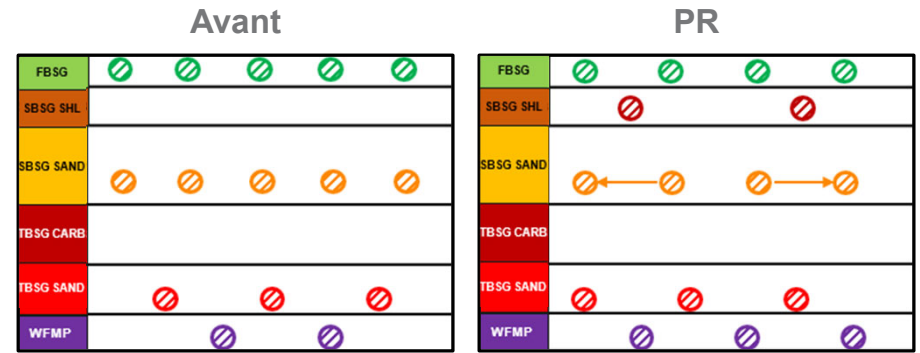 Avant
FBSG
SBSG SHL
SBSG SAND
TBSG CARB
TBSG SAND
WFMP
PR
FBSG
SBSG SHL
SBSG SAND
TBSG CARB
TBSG SAND
WFMP